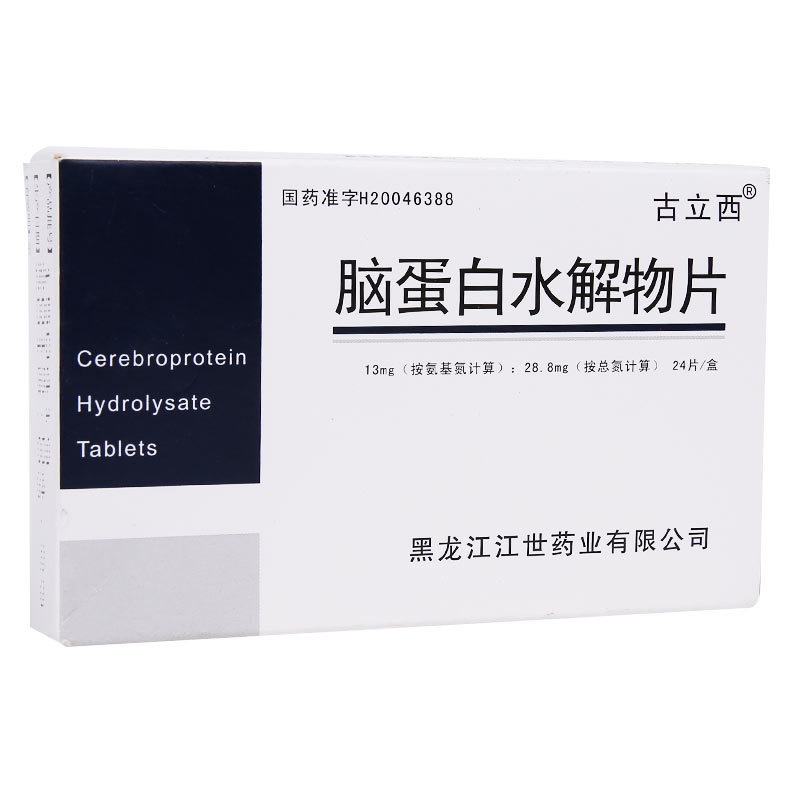 国药准字H20046388
古立西®
脑蛋白水解物片
13mg（按氨基氮计算）：28.8mg（按总氮计算） 24片/盒
Cerebroprotein
Hydrolysate
Tablets
黑龙江江世药业有限公司